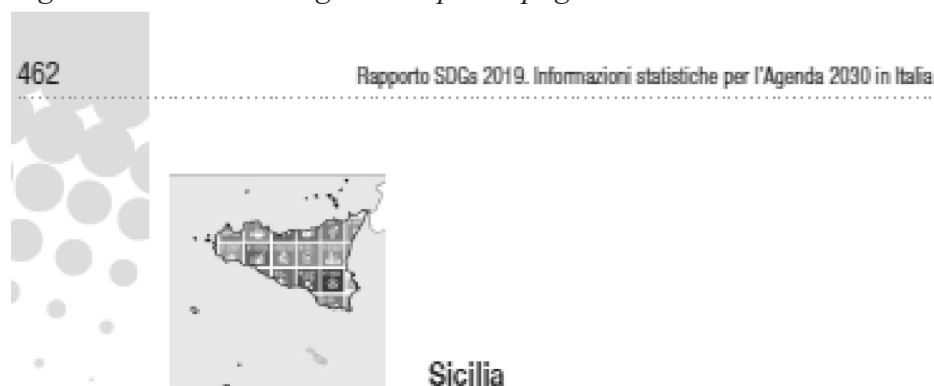 462
Rapporto SDGs 2019. Informazioni statistiche per l'Agenda 2030 in Italia
Sicilia